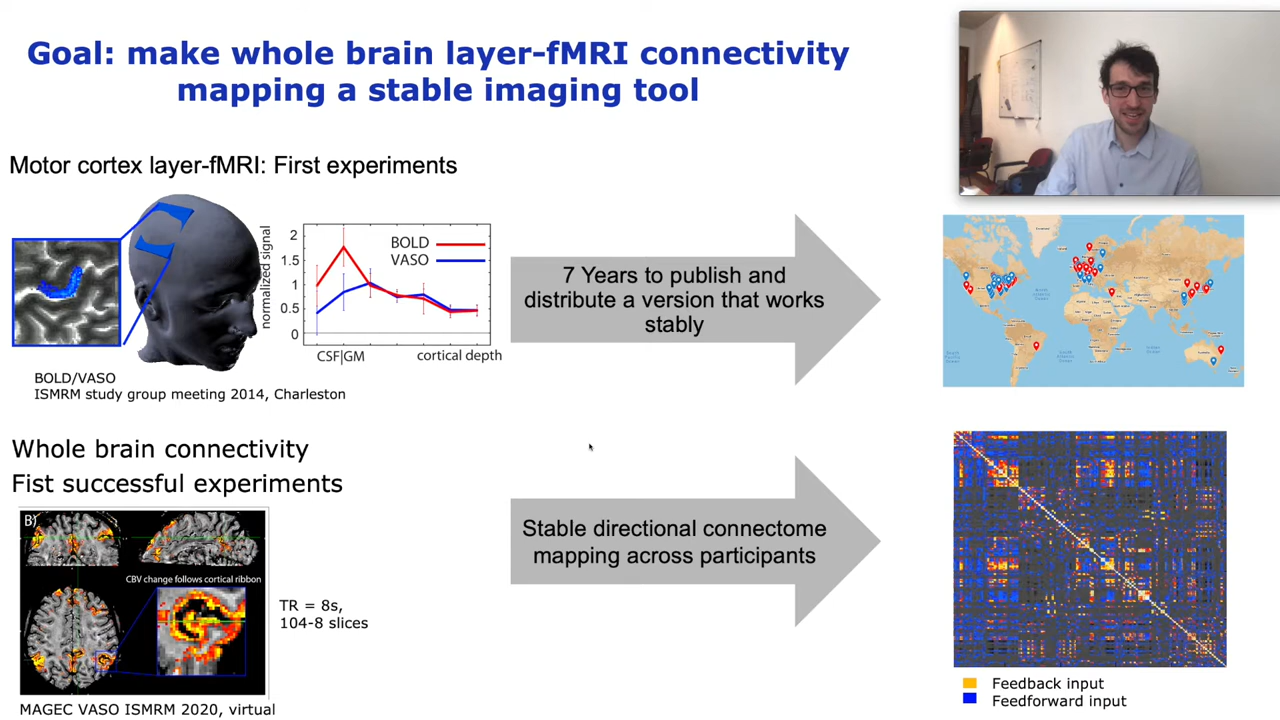 Goal: make whole brain layer-fMRI connectivity
mapping a stable imaging tool
Motor cortex layer-fMRI: First experiments
normalized signal
2
1.5
1
0.5
0
BOLD
VASO
CSF|GM
cortical depth
BOLD/VASO
ISMRM study group meeting 2014, Charleston
7 Years to publish and
distribute a version that works
stably
Whole brain connectivity
Fist successful experiments
B)
CBV change follows cortical ribbon
TR = 8s,
104-8 slices
MAGEC VASO ISMRM 2020, virtual
Stable directional connectome
mapping across participants
Feedback input
Feedforward input